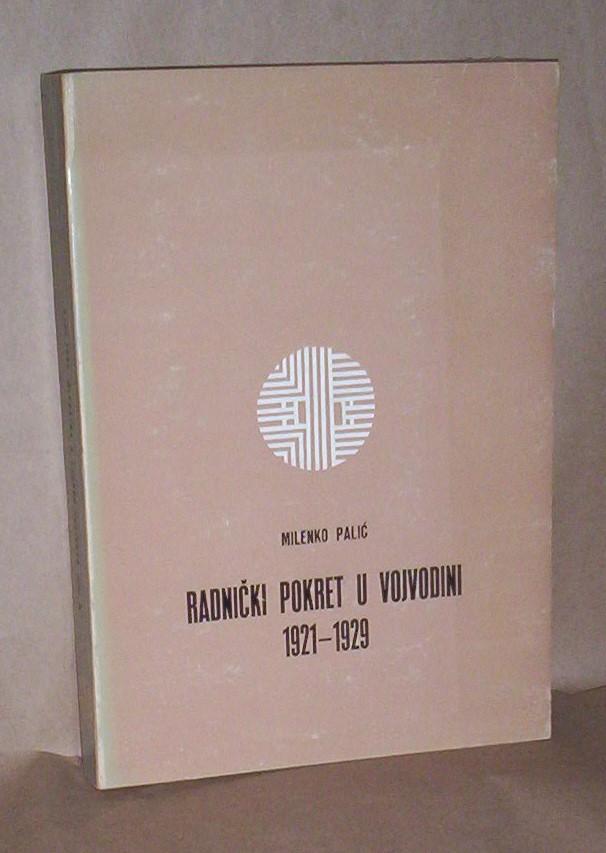 MILENKO PALIĆ
RADNIČKI POKRET U VOJVODINI
1921–1929